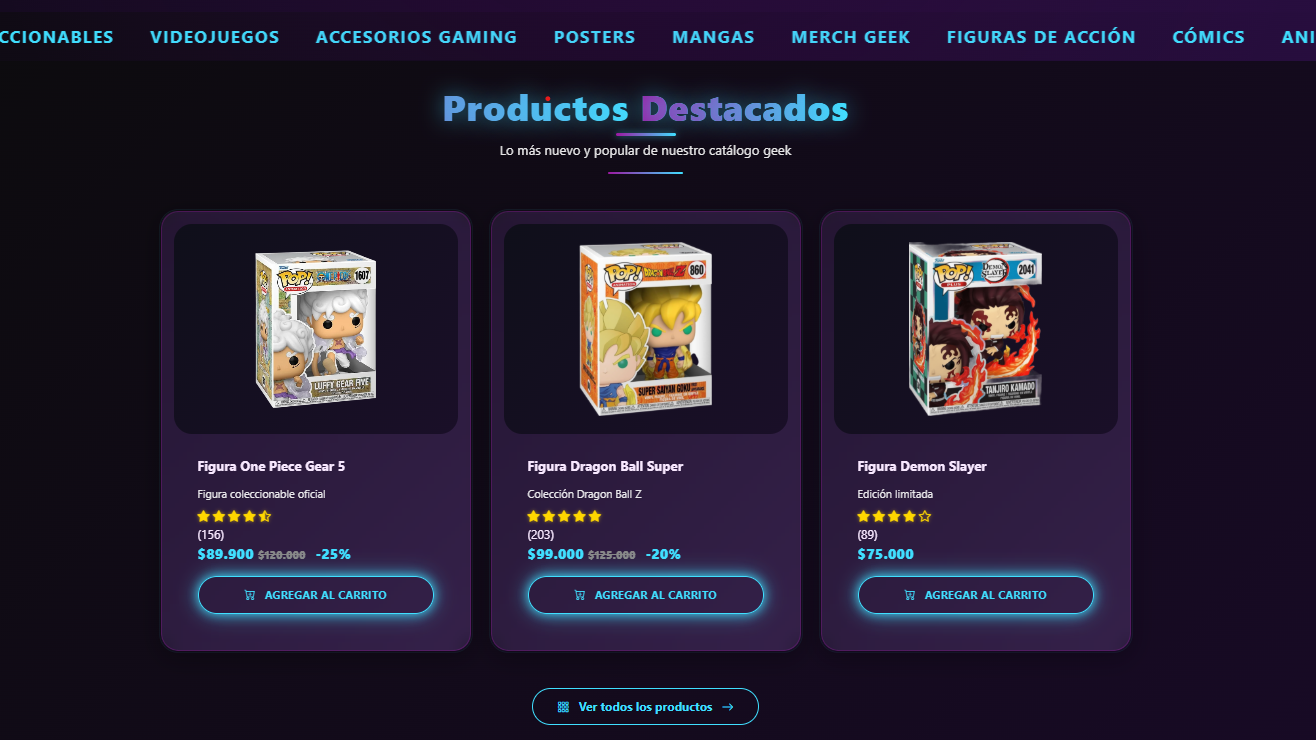 CCIONABLES VIDEOJUEGOS ACCESORIOS GAMING POSTERS MANGAS MERCH GEEK FIGURAS DE ACCIÓN CÓMICS ANI
Productos Destacados
Lo más nuevo y popular de nuestro catálogo geek
POP! ONE PIECE 1607
LUFFY GEAR FIVE
POP! DRAGON BALL Z 860
SUPER SAIYAN GOKU
POP! DEMON SLAYER 2041
PLUS
TANJIRO KAMADO
Figura One Piece Gear 5
Figura coleccionable oficial
(156)
$89.900 $120.000 -25%
AGREGAR AL CARRITO
Figura Dragon Ball Super
Colección Dragon Ball Z
(203)
$99.000 $125.000 -20%
AGREGAR AL CARRITO
Figura Demon Slayer
Edición limitada
(89)
$75.000
AGREGAR AL CARRITO
Ver todos los productos →